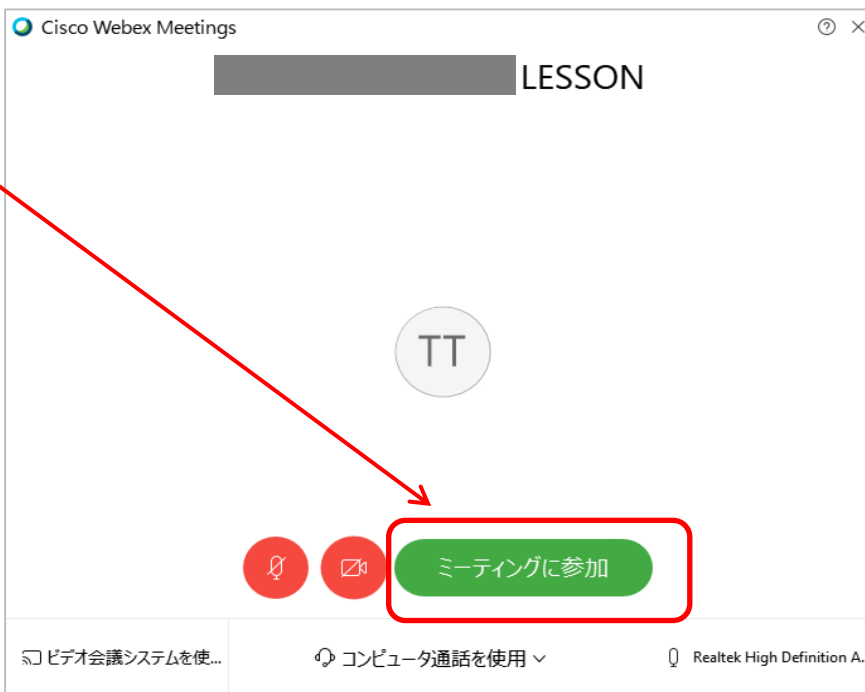 Cisco Webex Meetings
LESSON
TT
ミーティングに参加
ビデオ会議システムを使...
コンピュータ通話を使用
Realtek High Definition A.